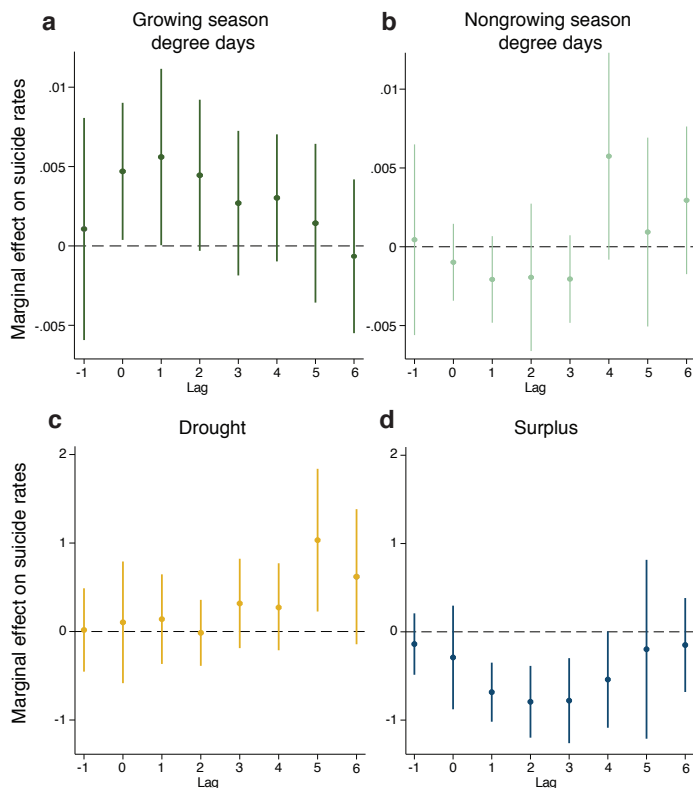 a
Growing season
degree days
Marginal effect on suicide rates
.01
.005
0
-.005
-1 0 1 2 3 4 5 6
Lag
b
Nongrowing season
degree days
.01
.005
0
-.005
-1 0 1 2 3 4 5 6
Lag
c
Drought
Marginal effect on suicide rates
2
1
0
-1
-1 0 1 2 3 4 5 6
Lag
d
Surplus
2
1
0
-1
-1 0 1 2 3 4 5 6
Lag